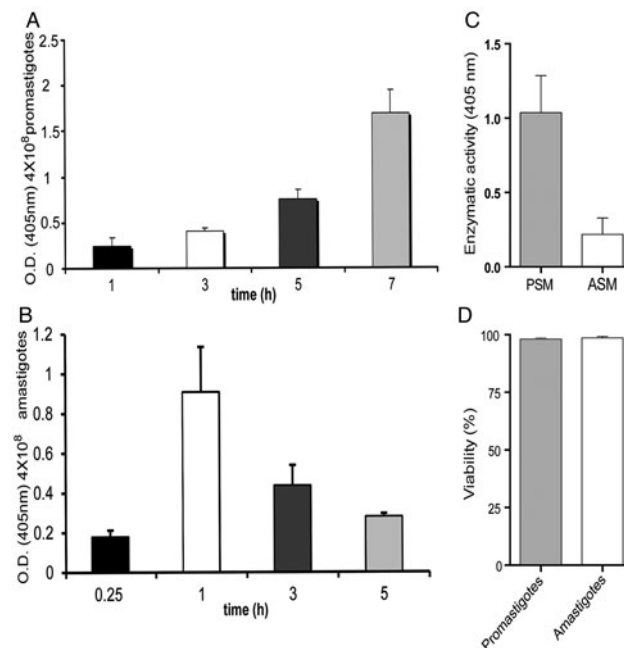 A
O.D. (405nm) 4X10⁸promastigotes
2.5
2
1.5
1
0.5
0
1 3 5 7
time (h)
B
O.D. (405nm) 4X10⁸ amastigotes
1.2
1
0.8
0.6
0.4
0.2
0
0.25 1 3 5
time (h)
C
Enzymatic activity (405 nm)
1.5
1.0
0.5
0.0
PSM ASM
D
Viability (%)
100
75
50
25
0
Promastigotes Amastigotes